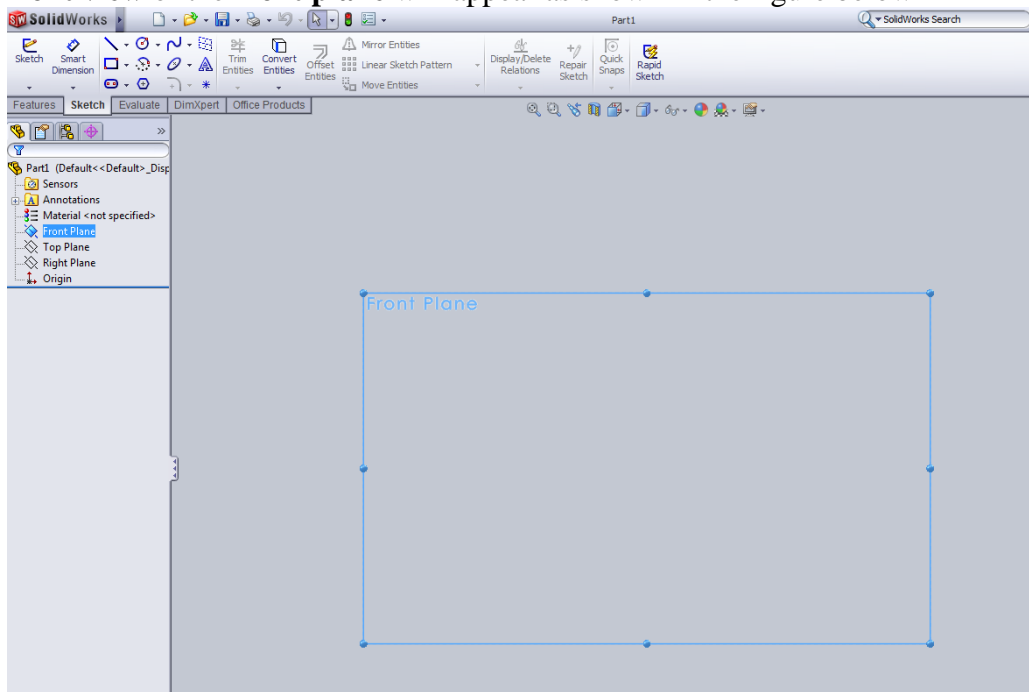 SolidWorks
Part1
SolidWorks Search
Sketch
Smart Dimension
Trim Entities
Convert Entities
Offset Entities
Mirror Entities
Linear Sketch Pattern
Move Entities
Display/Delete Relations
Repair Sketch
Quick Snaps
Rapid Sketch
Features Sketch Evaluate DimXpert Office Products
Part1 (Default<<Default>_Disp
Sensors
Annotations
Material <not specified>
Front Plane
Top Plane
Right Plane
Origin
Front Plane